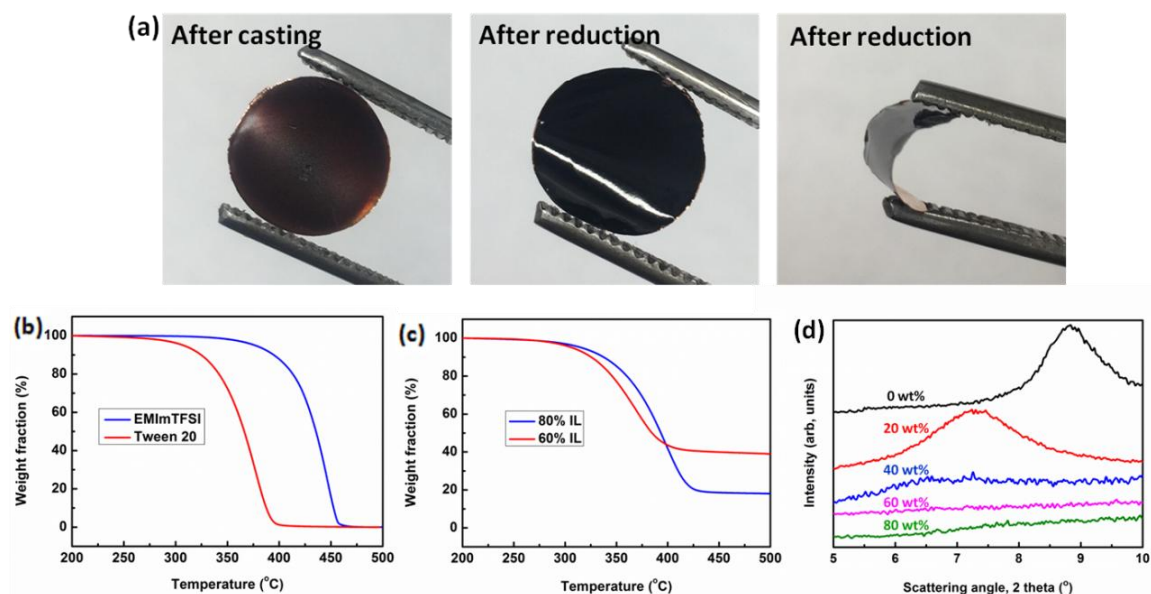 (a) After casting After reduction After reduction
(b) (c) (d)
100
80
60
40
20
0
Weight fraction (%)
EMImTFSI
Tween 20
200 250 300 350 400 450 500
Temperature (°C)
100
80
60
40
20
0
Weight fraction (%)
80% IL
60% IL
200 250 300 350 400 450 500
Temperature (°C)
Intensity (arb, units)
0 wt%
20 wt%
40 wt%
60 wt%
80 wt%
5 6 7 8 9 10
Scattering angle, 2 theta (°)